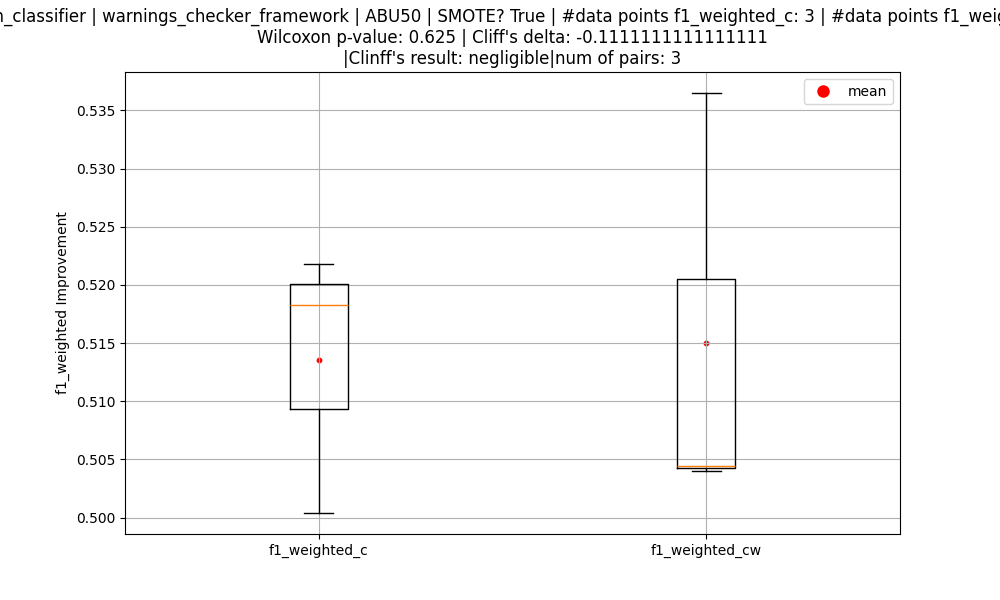 | warnings_checker_framework | ABU50 | SMOTE? True | #data points f1_weighted_c: 3 | #data points
Wilcoxon p-value: 0.625 | Cliff's delta: -0.1111111111111111
|Clinff's result: negligible|num of pairs: 3
mean
0.535
0.530
0.525
0.520
0.515
0.510
0.505
0.500
f1_weighted Improvement
f1_weighted_c
f1_weighted_cw